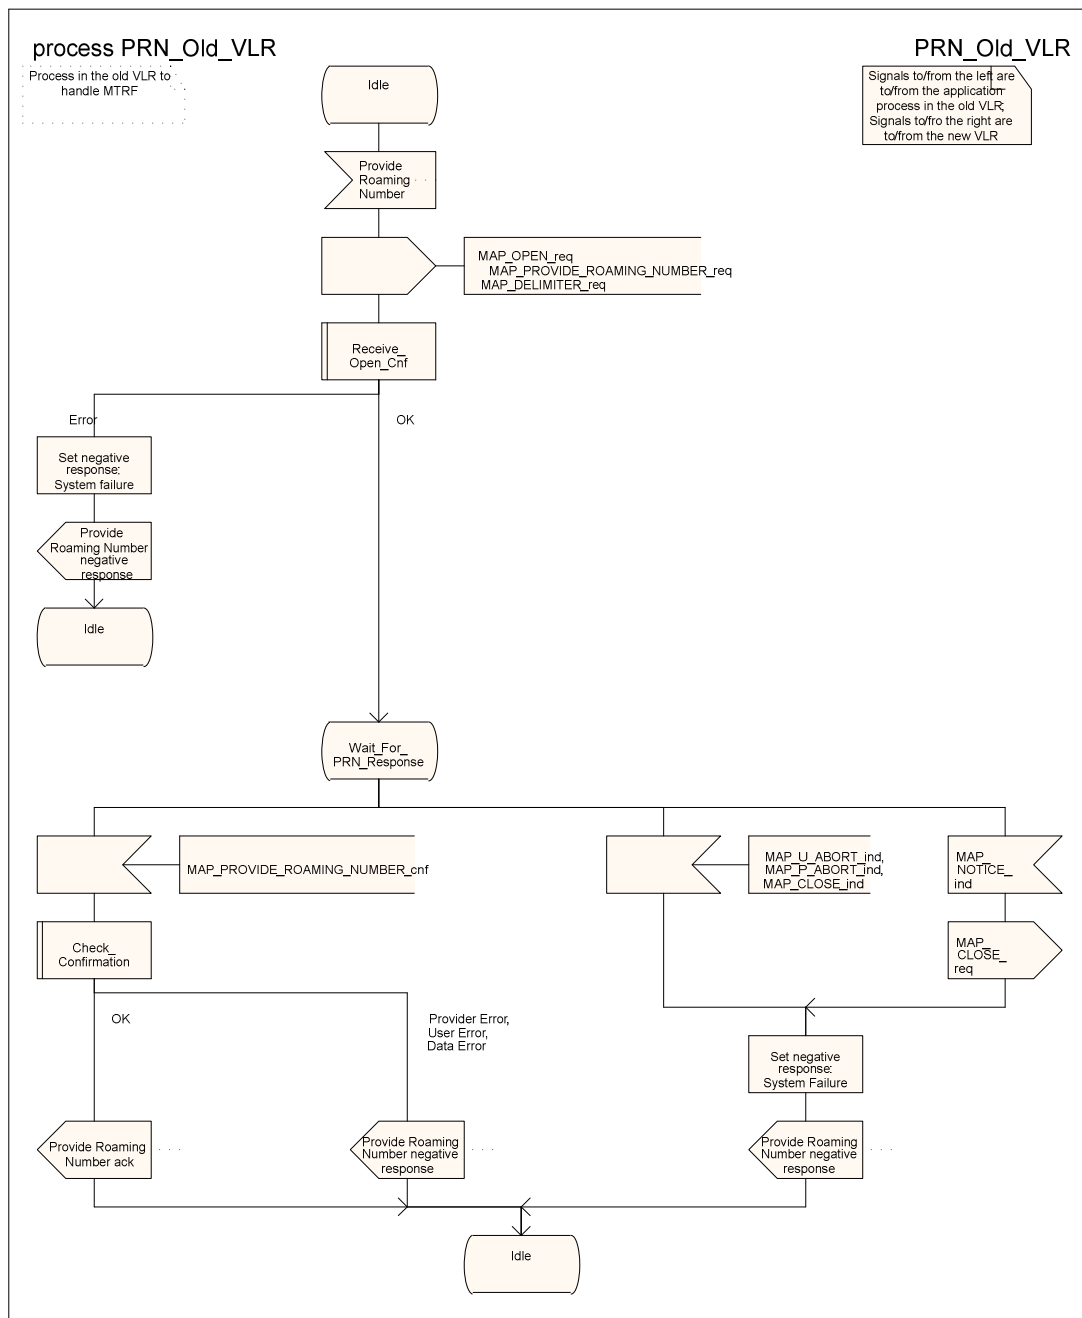 process PRN_Old_VLR
PRN_Old_VLR
Process in the old VLR to
handle MTRF
Signals to/from the left are
to/from the application
process in the old VLR;
Signals to/fro the right are
to/from the new VLR
Idle
Provide
Roaming
Number
MAP_OPEN_req
MAP_PROVIDE_ROAMING_NUMBER_req
MAP_DELIMITER_req
Receive_
Open_Cnf
Error
OK
Set negative
response:
System failure
Provide
Roaming Number
negative
response
Idle
Wait_For_
PRN_Response
MAP_PROVIDE_ROAMING_NUMBER_cnf
MAP_U_ABORT_ind,
MAP_P_ABORT_ind,
MAP_CLOSE_ind
MAP_
NOTICE_
ind
Check_
Confirmation
MAP_
CLOSE_
req
OK
Provider Error,
User Error,
Data Error
Set negative
response:
System Failure
Provide Roaming
Number ack
Provide Roaming
Number negative
response
Provide Roaming
Number negative
response
Idle